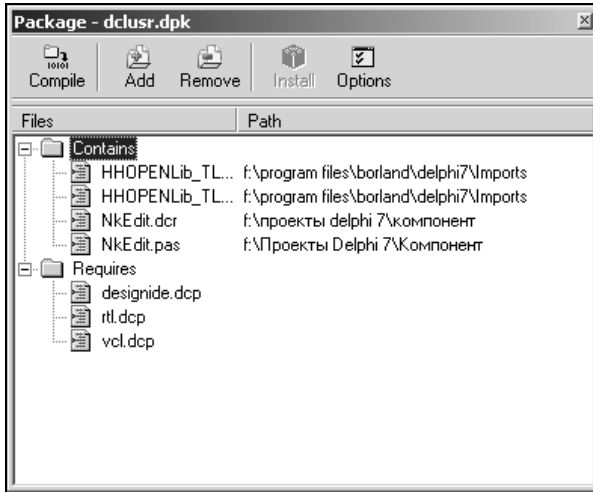 Package - dclusr.dpk
Compile Add Remove Install Options
Files Path
Contains
HHOPENLib_TL... f:\program files\borland\delphi7\Imports
HHOPENLib_TL... f:\program files\borland\delphi7\Imports
NkEdit.dcr f:\проекты delphi 7\компонент
NkEdit.pas f:\Проекты Delphi 7\Компонент
Requires
designide.dcp
rtl.dcp
vcl.dcp